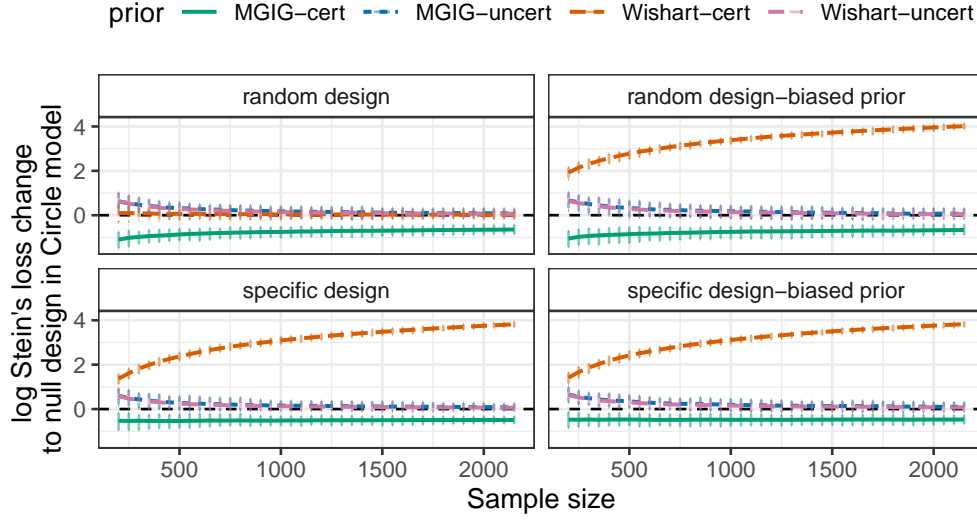 prior MGIG−cert MGIG−uncert Wishart−cert Wishart−uncert
random design
random design−biased prior
4
2
0
specific design
specific design−biased prior
4
2
0
500 1000 1500 2000
500 1000 1500 2000
Sample size
log Stein's loss change
to null design in Circle model